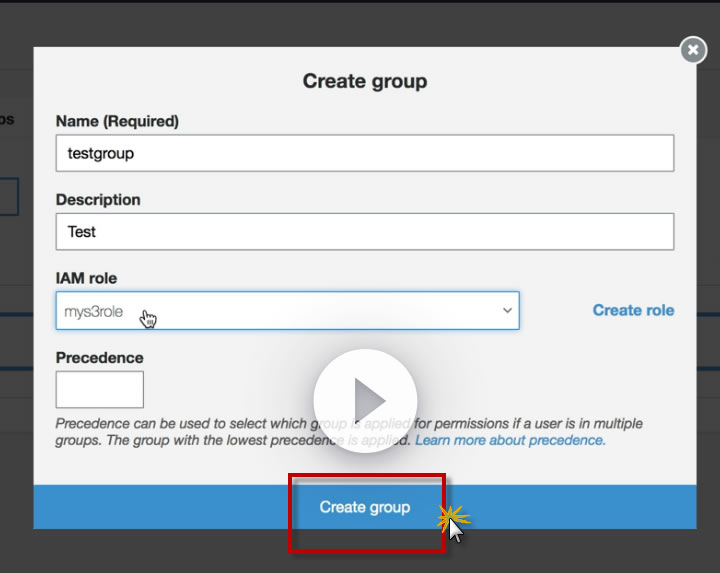 Create group
Name (Required)
testgroup
Description
Test
IAM role
mys3role
Create role
Precedence
Precedence can be used to select which group is applied for permissions if a user is in multiple
groups. The group with the lowest precedence is applied. Learn more about precedence.
Create group